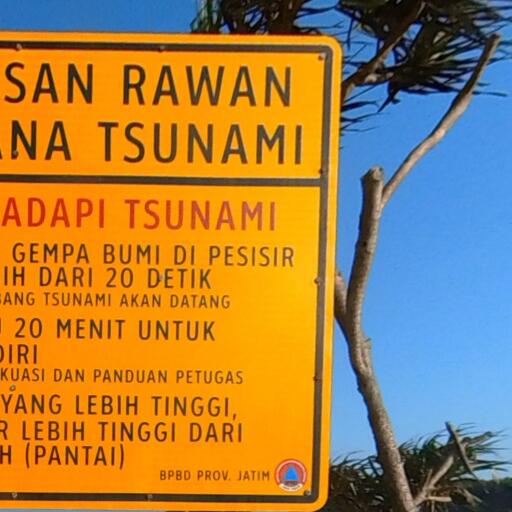 SAN RAWAN
ANA TSUNAMI
ADAPI TSUNAMI
GEMPA BUMI DI PESISIR
IH DARI 20 DETIK
BANG TSUNAMI AKAN DATANG
20 MENIT UNTUK
DIRI
KUASI DAN PANDUAN PETUGAS
YANG LEBIH TINGGI,
R LEBIH TINGGI DARI
H (PANTAI)
BPBD PROV. JATIM